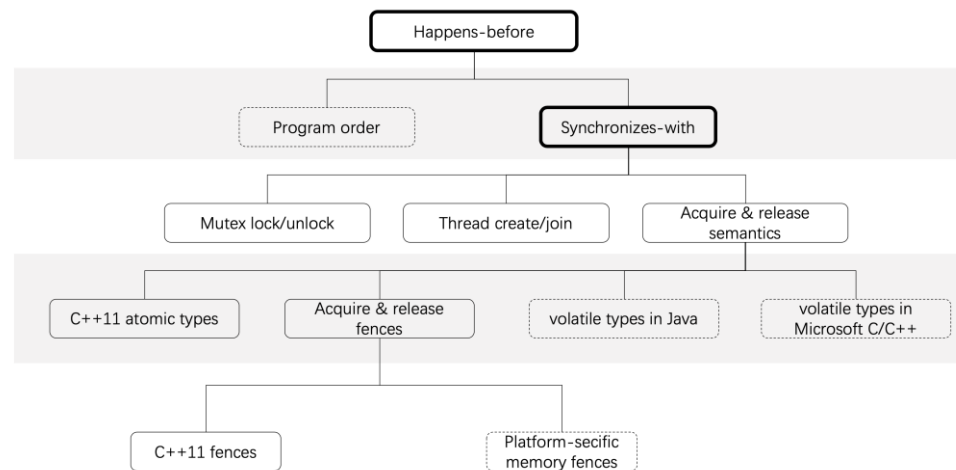 Happens-before
Program order
Synchronizes-with
Mutex lock/unlock
Thread create/join
Acquire & release
semantics
C++11 atomic types
Acquire & release
fences
volatile types in Java
volatile types in
Microsoft C/C++
C++11 fences
Platform-secific
memory fences